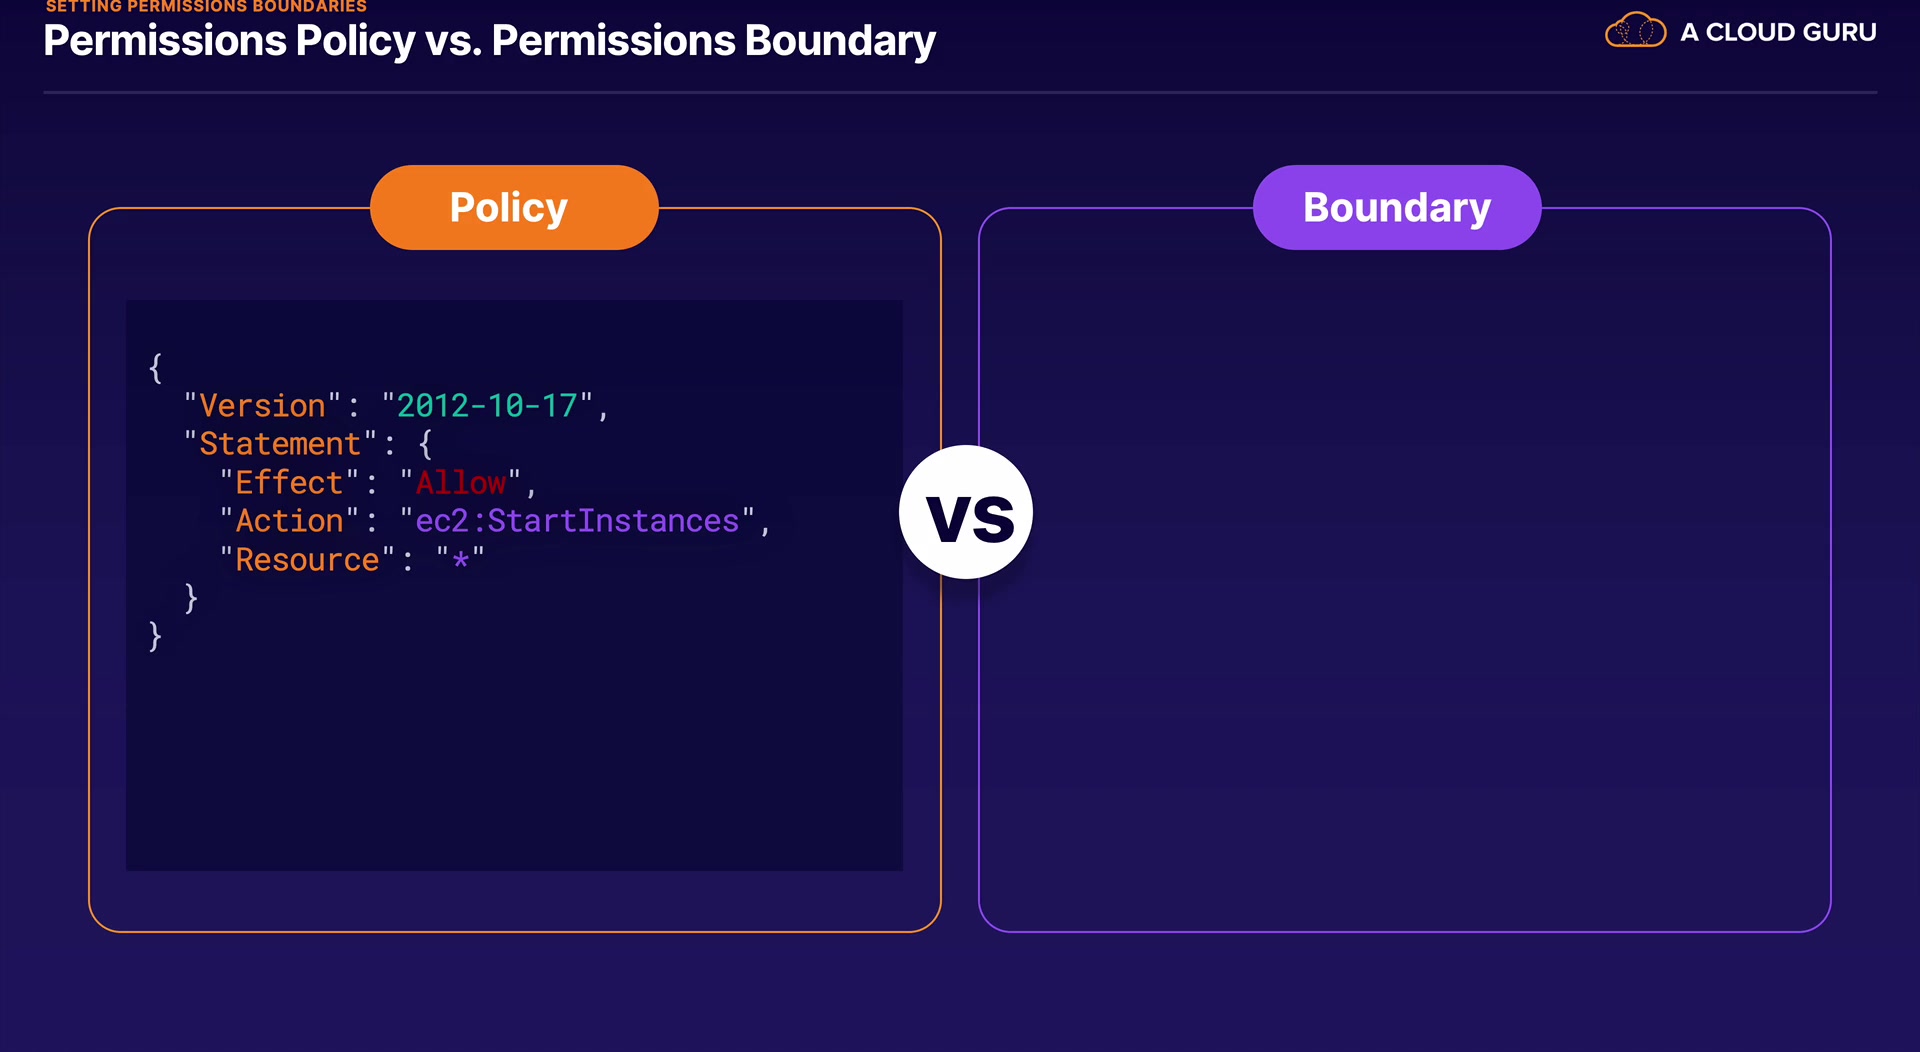 SETTING PERMISSIONS BOUNDARIES
Permissions Policy vs. Permissions Boundary
A CLOUD GURU
Policy
{
  "Version": "2012-10-17",
  "Statement": {
    "Effect": "Allow",
    "Action": "ec2:StartInstances",
    "Resource": "*"
  }
}
VS
Boundary